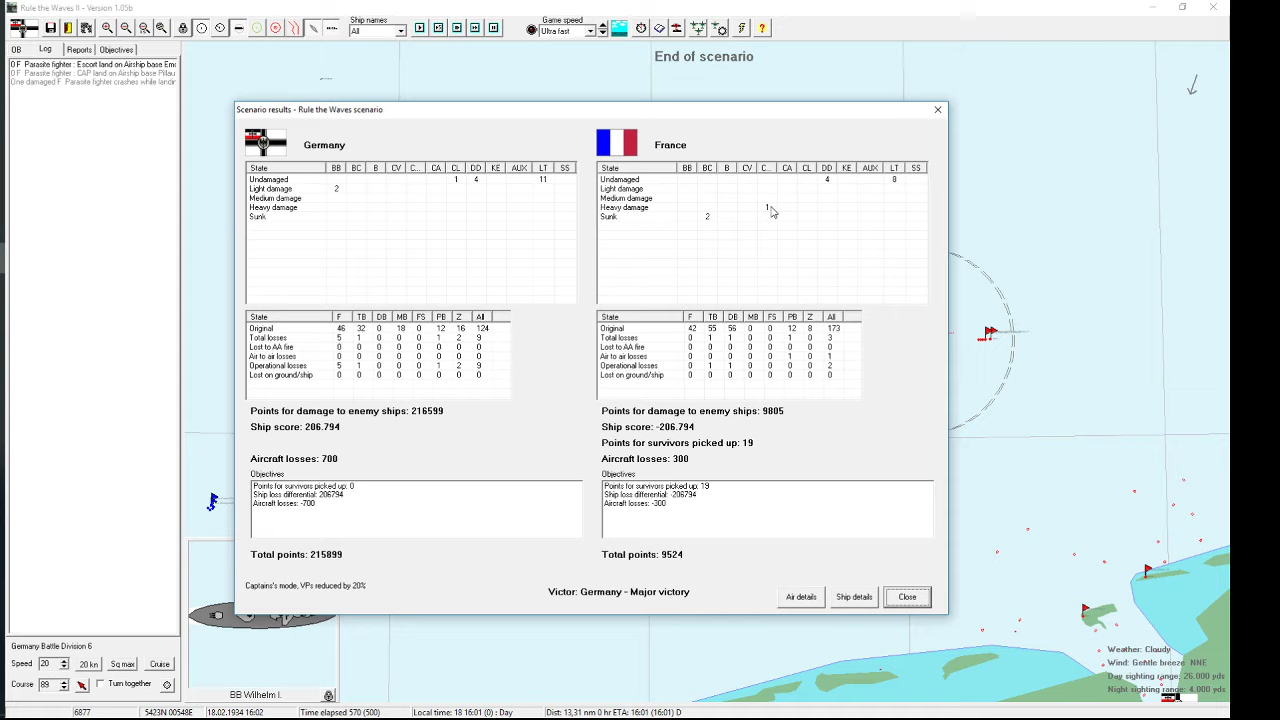 Rule the Waves II - Version 1.05b
Ship names
All
Game speed
Ultra fast
OB Log Reports Objectives
0 F Parasite fighter : Escort land on Airship base Em
0 F Parasite fighter : CAP land on Airship base Pillau
One damaged F Parasite fighter crashes while landin
End of scenario
Scenario results - Rule the Waves scenario
Germany
State BB BC B CV C... CA CL DD KE AUX LT SS
Undamaged 1 4 11
Light damage 2
Medium damage
Heavy damage
Sunk
State F TB DB MB FS PB Z All
Original 46 32 0 18 0 12 16 124
Total losses 5 1 0 0 0 1 2 9
Lost to AA fire 0 0 0 0 0 0 0 0
Air to air losses 0 0 0 0 0 0 0 0
Operational losses 5 1 0 0 0 1 2 9
Lost on ground/ship 0 0 0 0 0 0 0 0
Points for damage to enemy ships: 216599
Ship score: 206.794
Aircraft losses: 700
Objectives
Points for survivors picked up: 0
Ship loss differential: 206794
Aircraft losses: -700
Total points: 215899
Captains's mode, VPs reduced by 20%
France
State BB BC B CV C... CA CL DD KE AUX LT SS
Undamaged 4 8
Light damage
Medium damage
Heavy damage 1
Sunk 2
State F TB DB MB FS PB Z All
Original 42 55 56 0 0 12 8 173
Total losses 0 1 1 0 0 1 0 3
Lost to AA fire 0 0 0 0 0 0 0 0
Air to air losses 0 0 0 0 0 1 0 1
Operational losses 0 1 1 0 0 0 0 2
Lost on ground/ship 0 0 0 0 0 0 0 0
Points for damage to enemy ships: 9805
Ship score: -206.794
Points for survivors picked up: 19
Aircraft losses: 300
Objectives
Points for survivors picked up: 19
Ship loss differential: -206794
Aircraft losses: -300
Total points: 9524
Victor: Germany - Major victory
Air details Ship details Close
Germany Battle Division 6
Speed 20 20 kn Sq max Cruise
Course 89 Turn together
BB Wilhelm I.
Weather: Cloudy
Wind: Gentle breeze NNE
Day sighting range: 26.000 yds
Night sighting range: 4.000 yds
6877 5423N 00548E 18.02.1934 16:02 Time elapsed 570 (500) Local time: 18 16:01 (0) : Day Dist: 13,31 nm 0 hr ETA: 16:01 (16:01) D